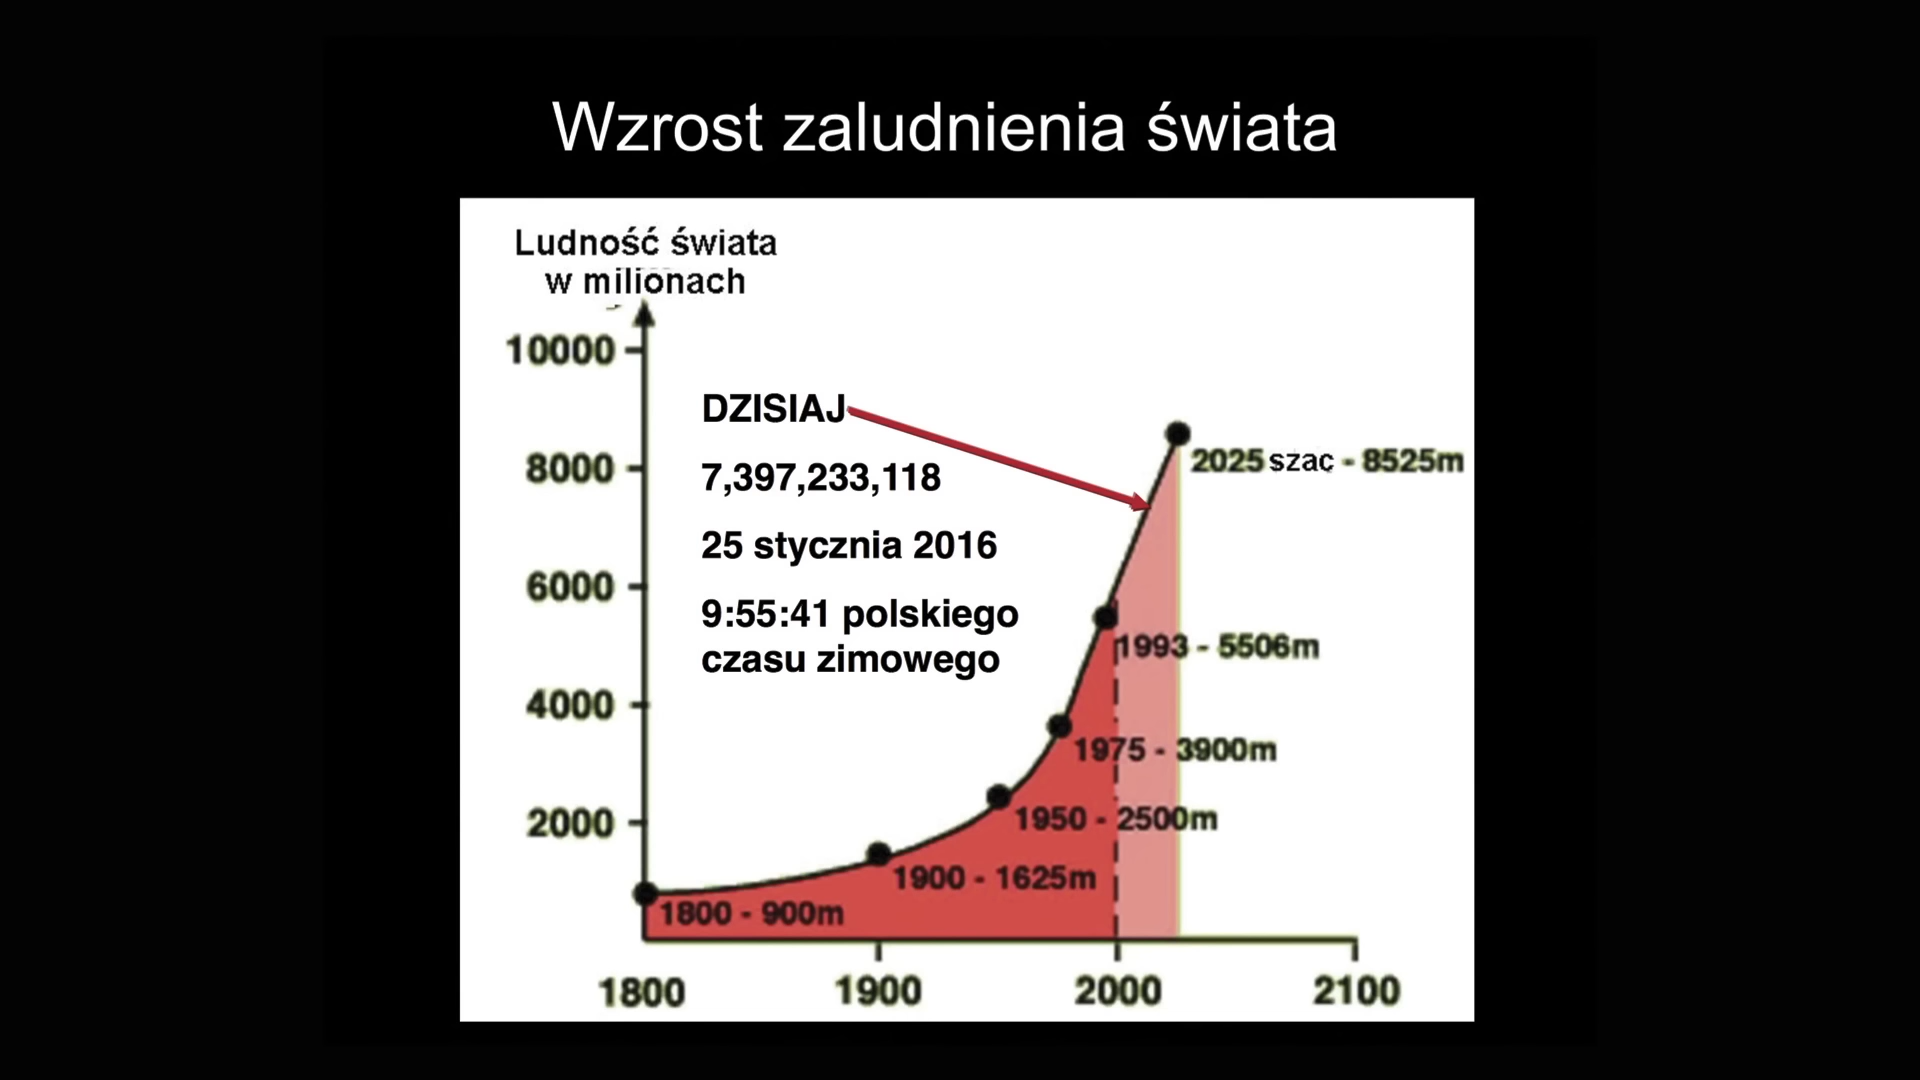 Wzrost zaludnienia świata
Ludność świata
w milionach
10000
8000
6000
4000
2000
DZISIAJ
7,397,233,118
25 stycznia 2016
9:55:41 polskiego
czasu zimowego
2025 szac - 8525m
1993 - 5506m
1975 - 3900m
1950 - 2500m
1900 - 1625m
1800 - 900m
1800 1900 2000 2100